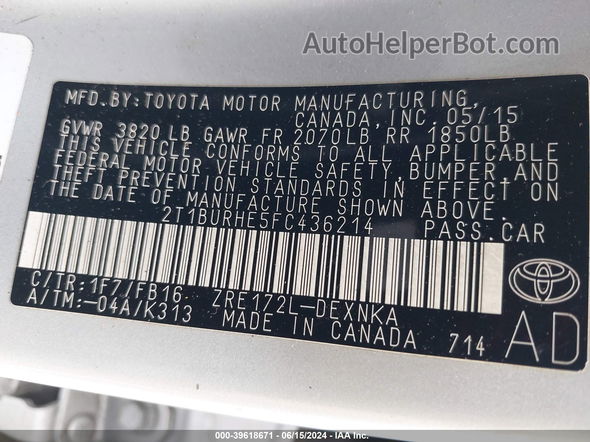 AutoHelperBot.com
MFD. BY: TOYOTA MOTOR MANUFACTURING,
CANADA, INC. 05/15
GVWR 3820LB GAWR FR 2070LB, RR 1850LB
THIS VEHICLE CONFORMS TO ALL APPLICABLE
FEDERAL MOTOR VEHICLE SAFETY, BUMPER, AND
THEFT PREVENTION STANDARDS IN EFFECT ON
THE DATE OF MANUFACTURE SHOWN ABOVE.
2T1BURHE5FC436214 PASS. CAR
C/TR: 1F7/FB16 ZRE172L-DEXNKA
A/TM: -04A/K313 MADE IN CANADA 714
AD
000-39618671 - 06/15/2024 - IAA Inc.